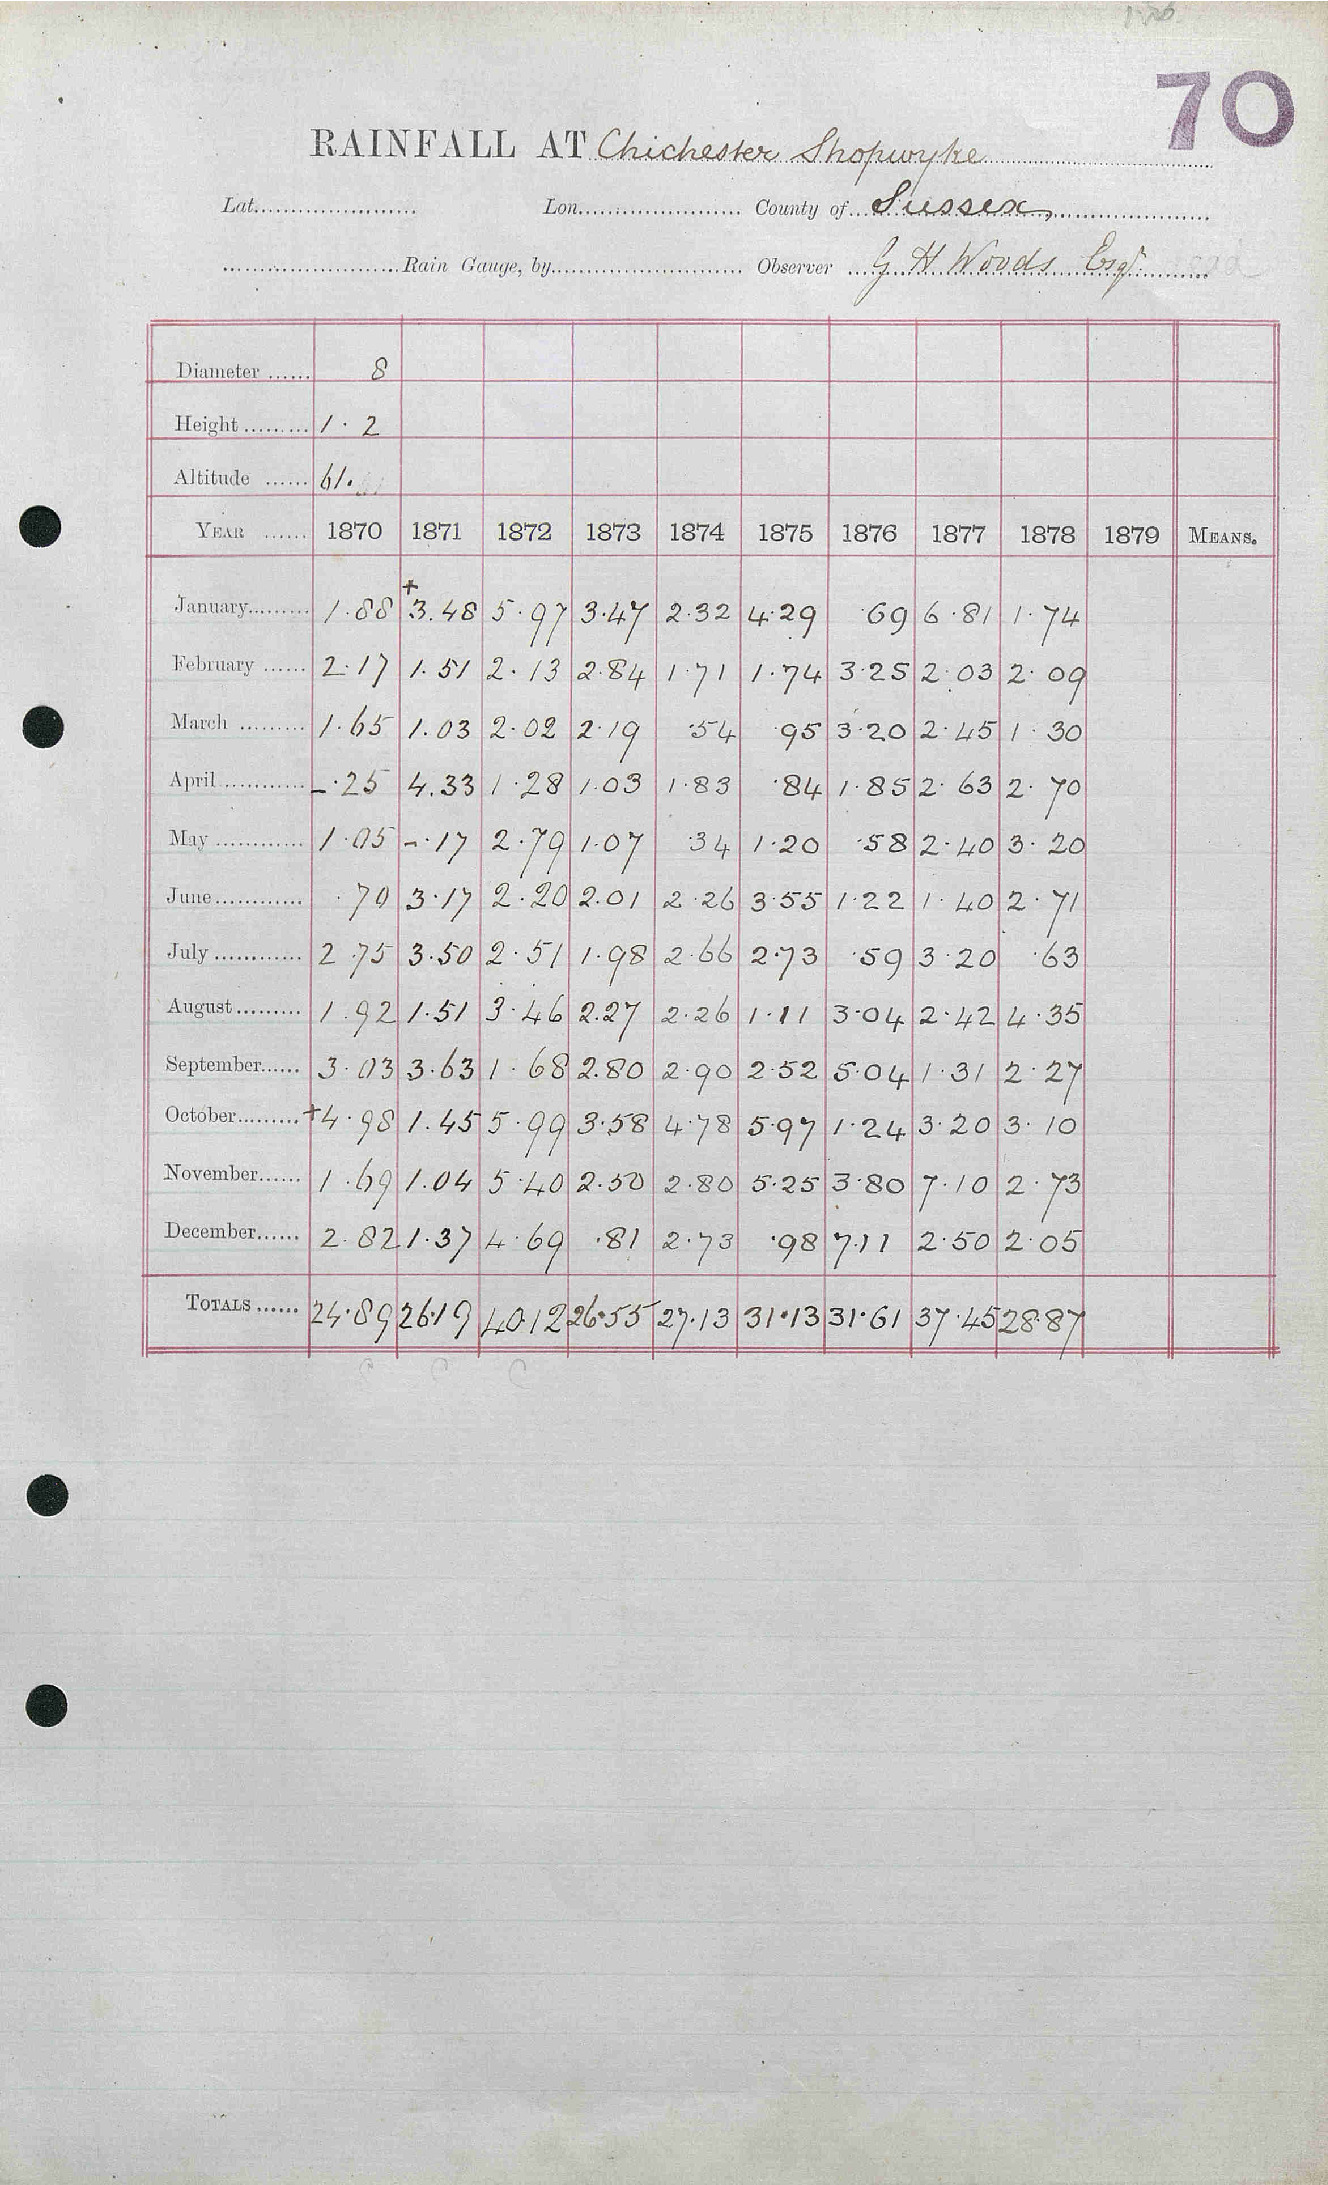 70
RAINFALL AT Chichester Shopwyke
Lat. Lon. County of Sussex,
Rain Gauge, by Observer G H Woods Esqr
Diameter 8
Height 1.2
Altitude 61.
YEAR 1870 1871 1872 1873 1874 1875 1876 1877 1878 1879 MEANS.
January 1.88 +3.48 5.97 3.47 2.32 4.29 .69 6.81 1.74
February 2.17 1.51 2.13 2.84 1.71 1.74 3.25 2.03 2.09
March 1.65 1.03 2.02 2.19 .54 .95 3.20 2.45 1.30
April -.25 4.33 1.28 1.03 1.83 .84 1.85 2.63 2.70
May 1.05 -.17 2.79 1.07 .34 1.20 .58 2.40 3.20
June .70 3.17 2.20 2.01 2.26 3.55 1.22 1.40 2.71
July 2.75 3.50 2.51 1.98 2.66 2.73 .59 3.20 .63
August 1.92 1.51 3.46 2.27 2.26 1.11 3.04 2.42 4.35
September 3.03 3.63 1.68 2.80 2.90 2.52 5.04 1.31 2.27
October +4.98 1.45 5.99 3.58 4.78 5.97 1.24 3.20 3.10
November 1.69 1.04 5.40 2.50 2.80 5.25 3.80 7.10 2.73
December 2.82 1.37 4.69 .81 2.73 .98 7.11 2.50 2.05
TOTALS 24.89 26.19 40.12 26.55 27.13 31.13 31.61 37.45 28.87